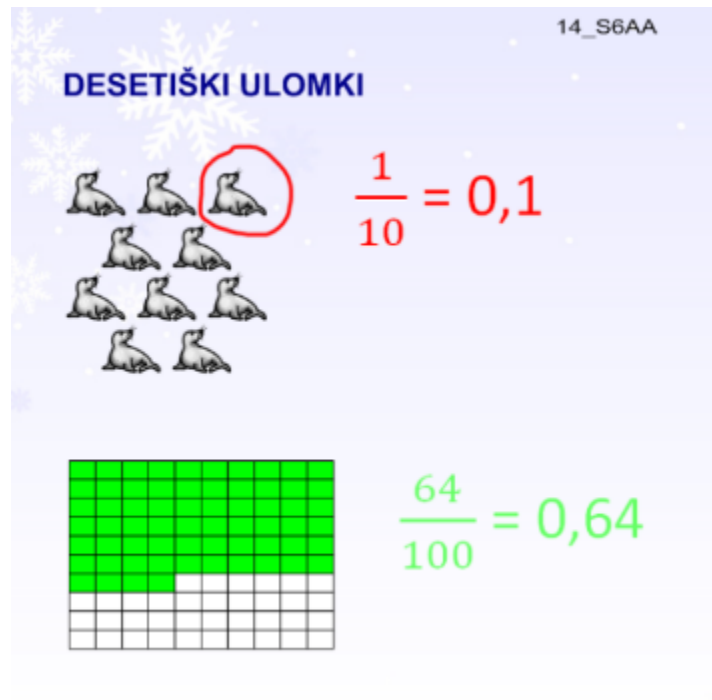 14_S6AA
DESETIŠKI ULOMKI
1/10 = 0,1
64/100 = 0,64